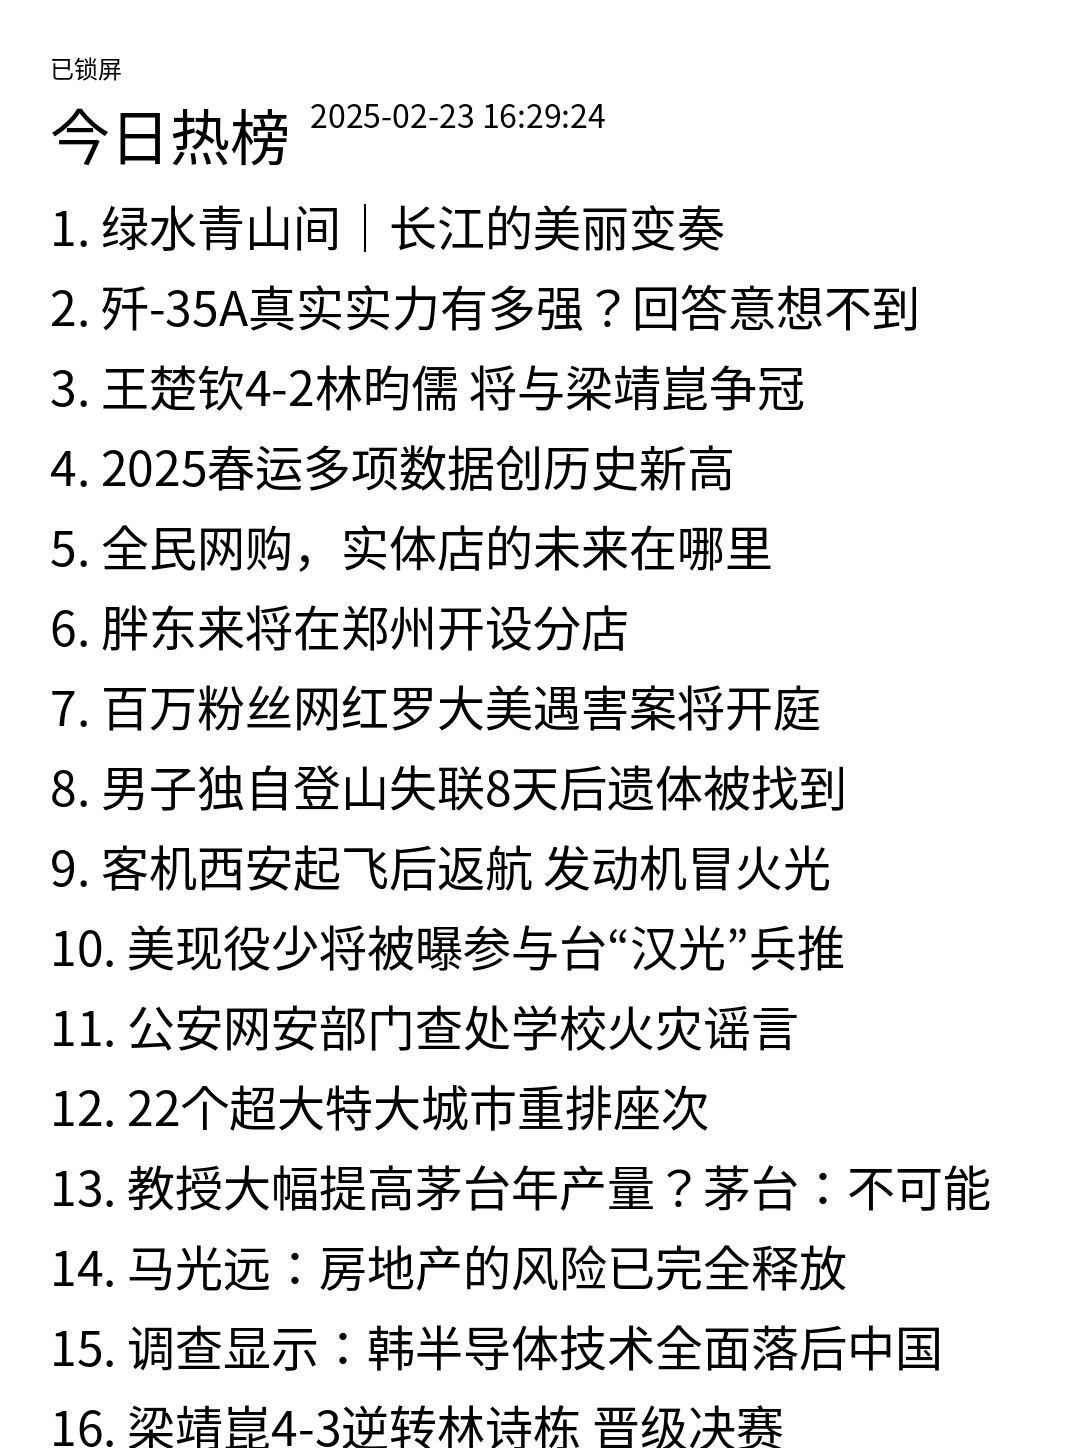 已锁屏
今日热榜 2025-02-23 16:29:24
1. 绿水青山间｜长江的美丽变奏
2. 歼-35A真实实力有多强？回答意想不到
3. 王楚钦4-2林昀儒 将与梁靖崑争冠
4. 2025春运多项数据创历史新高
5. 全民网购，实体店的未来在哪里
6. 胖东来将在郑州开设分店
7. 百万粉丝网红罗大美遇害案将开庭
8. 男子独自登山失联8天后遗体被找到
9. 客机西安起飞后返航 发动机冒火光
10. 美现役少将被曝参与台“汉光”兵推
11. 公安网安部门查处学校火灾谣言
12. 22个超大特大城市重排座次
13. 教授大幅提高茅台年产量？茅台：不可能
14. 马光远：房地产的风险已完全释放
15. 调查显示：韩半导体技术全面落后中国
16. 梁靖崑4-3逆转林诗栋 晋级决赛